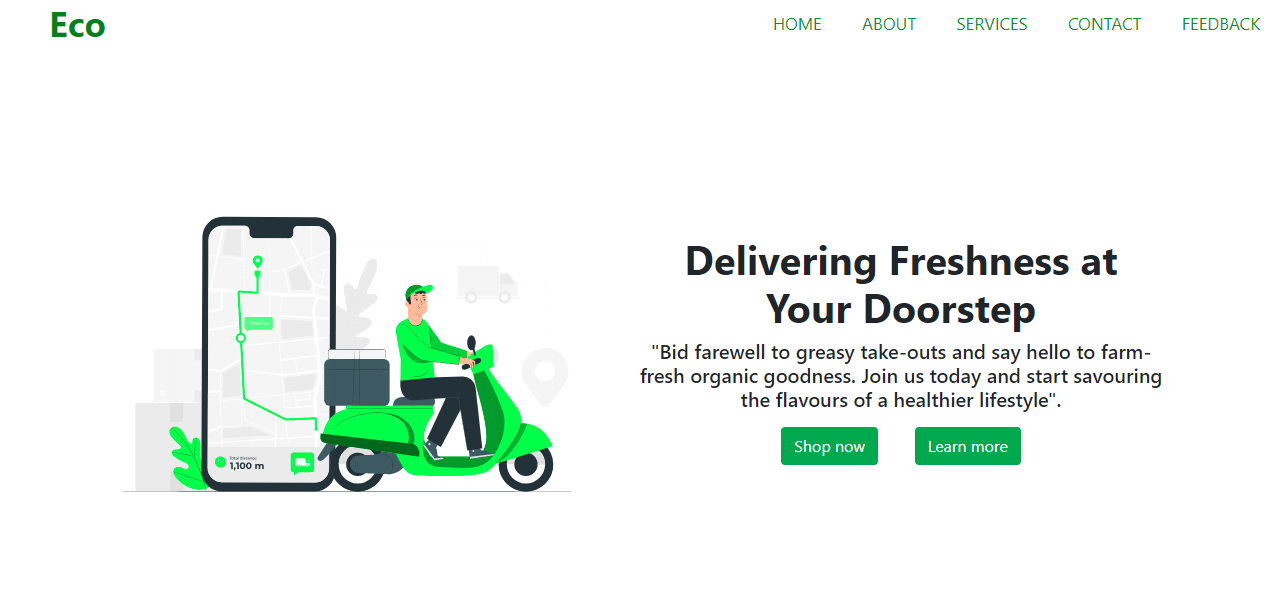 Eco
HOME ABOUT SERVICES CONTACT FEEDBACK
Delivering Freshness at
Your Doorstep
"Bid farewell to greasy take-outs and say hello to farm-
fresh organic goodness. Join us today and start savouring
the flavours of a healthier lifestyle".
Shop now Learn more
Total distance
1,100 m